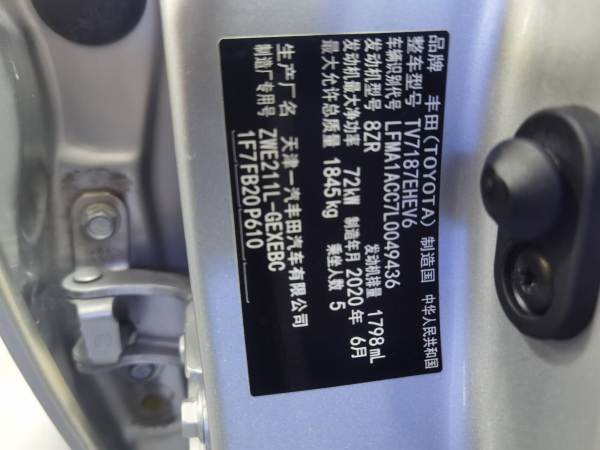 品牌 丰田(TOYOTA) 制造国 中华人民共和国
整车型号 TV7187EHEV6
车辆识别代号 LFMA1ACC7L0049436
发动机型号 8ZR 发动机排量 1798mL
发动机最大净功率 72kW 制造年月 2020年 6月
最大允许总质量 1845kg 乘坐人数 5
生产厂名 天津一汽丰田汽车有限公司
制造厂专用号 ZWE211L-GEXEBC
1F7FB20P610